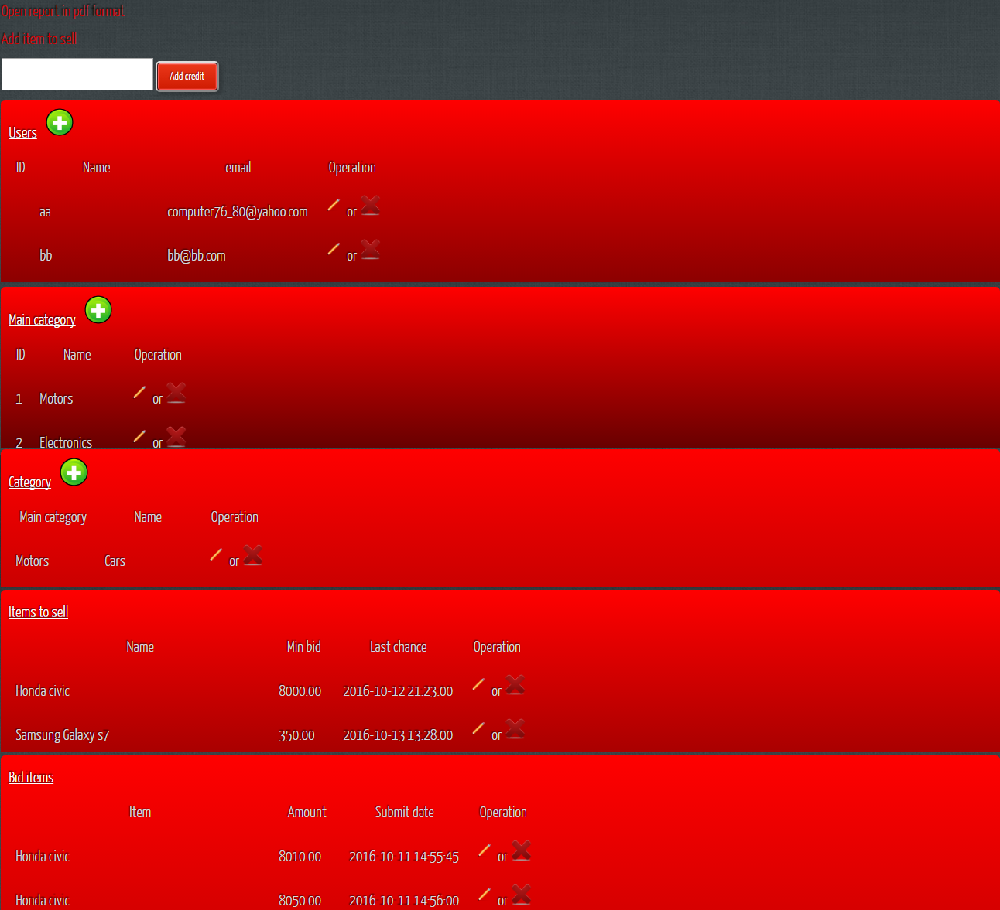 Open report in pdf format
Add item to sell
Add credit
Users
ID Name email Operation
aa computer76_80@yahoo.com or
bb bb@bb.com or
Main category
ID Name Operation
1 Motors or
2 Electronics or
Category
Main category Name Operation
Motors Cars or
Items to sell
Name Min bid Last chance Operation
Honda civic 8000.00 2016-10-12 21:23:00 or
Samsung Galaxy s7 350.00 2016-10-13 13:28:00 or
Bid items
Item Amount Submit date Operation
Honda civic 8010.00 2016-10-11 14:55:45 or
Honda civic 8050.00 2016-10-11 14:56:00 or